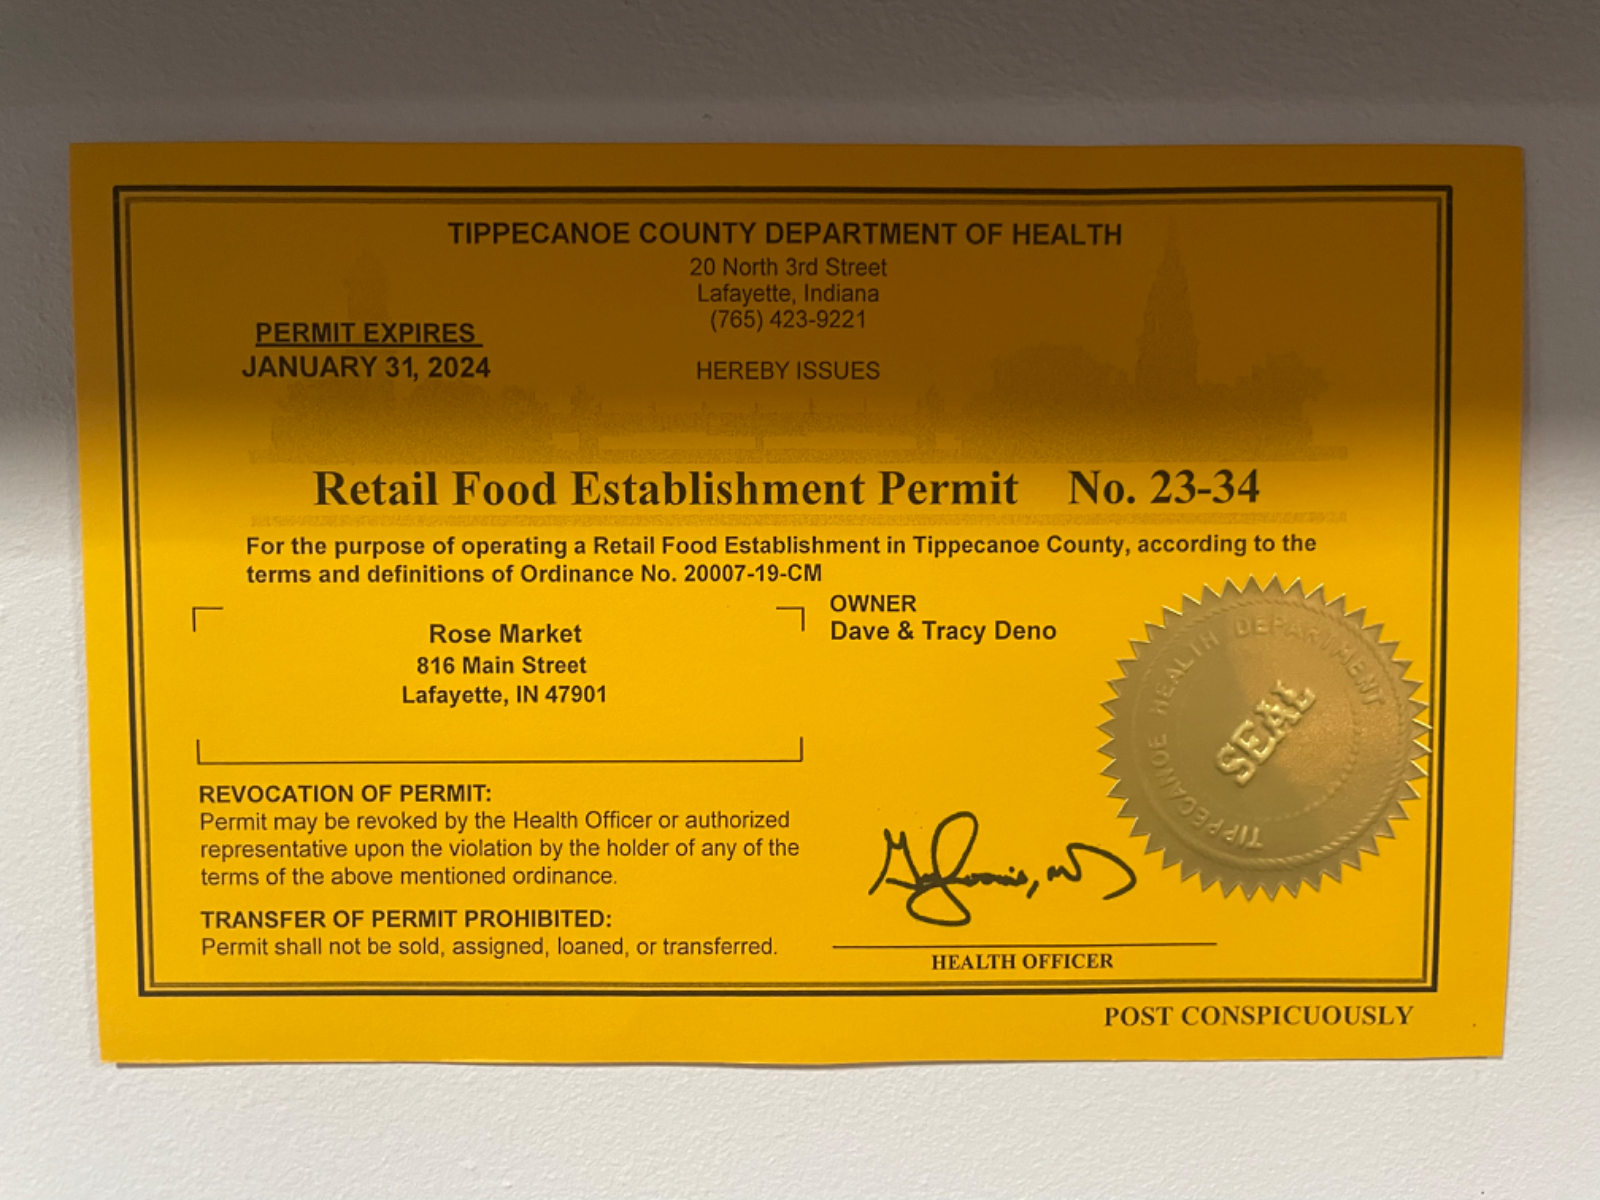 TIPPECANOE COUNTY DEPARTMENT OF HEALTH
20 North 3rd Street
Lafayette, Indiana
(765) 423-9221
PERMIT EXPIRES
JANUARY 31, 2024
HEREBY ISSUES
Retail Food Establishment Permit No. 23-34
For the purpose of operating a Retail Food Establishment in Tippecanoe County, according to the
terms and definitions of Ordinance No. 20007-19-CM
Rose Market
816 Main Street
Lafayette, IN 47901
OWNER
Dave & Tracy Deno
TIPPECANOE HEALTH DEPARTMENT
SEAL
REVOCATION OF PERMIT:
Permit may be revoked by the Health Officer or authorized
representative upon the violation by the holder of any of the
terms of the above mentioned ordinance.
TRANSFER OF PERMIT PROHIBITED:
Permit shall not be sold, assigned, loaned, or transferred.
HEALTH OFFICER
POST CONSPICUOUSLY